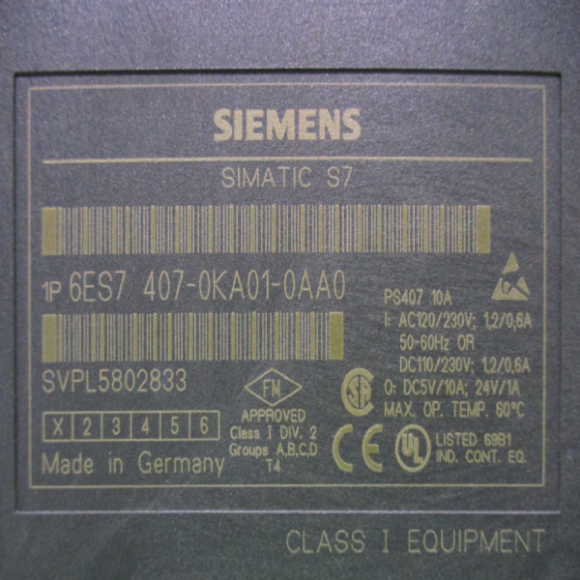 SIEMENS
SIMATIC S7
1P 6ES7 407-0KA01-0AA0
SVPL5802833
X 2 3 4 5 6
Made in Germany
FM
APPROVED
Class I DIV. 2
Groups A,B,C,D
T4
PS407 10A
I: AC120/230V; 1,2/0,6A
50-60Hz OR
DC110/230V; 1,2/0,6A
O: DC5V/10A; 24V/1A
MAX. OP. TEMP. 60°C
CE
UL
LISTED 69B1
IND. CONT. EQ.
CLASS I EQUIPMENT